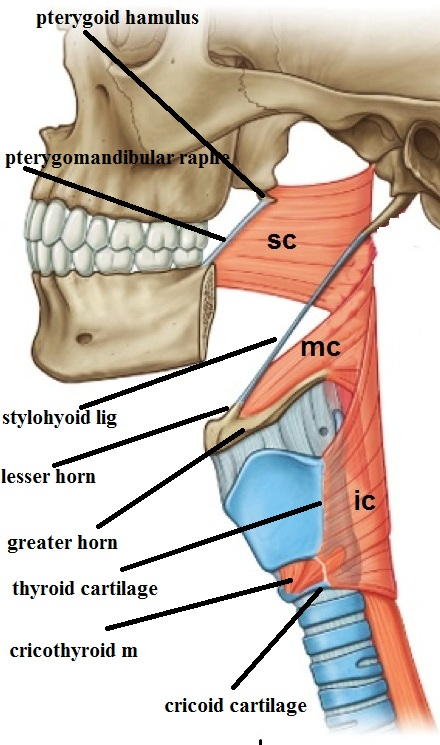 pterygoid hamulus
pterygomandibular raphe
sc
mc
stylohyoid lig
lesser horn
ic
greater horn
thyroid cartilage
cricothyroid m
cricoid cartilage